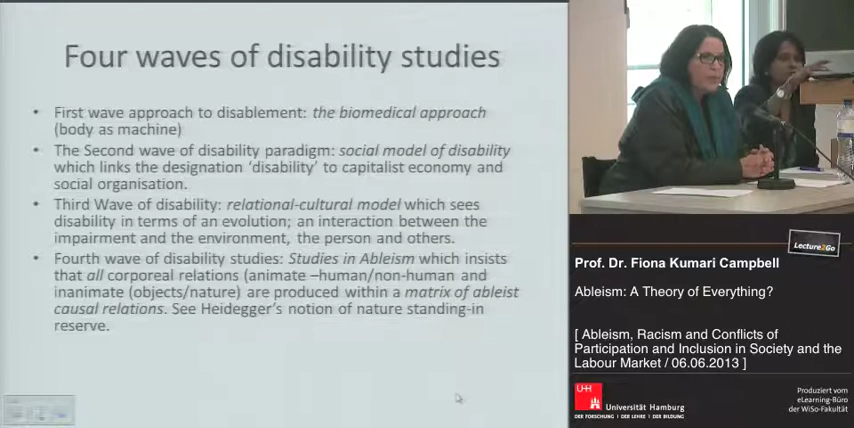 Four waves of disability studies
• First wave approach to disablement: the biomedical approach
(body as machine)
• The Second wave of disability paradigm: social model of disability
which links the designation ‘disability’ to capitalist economy and
social organisation.
• Third Wave of disability: relational-cultural model which sees
disability in terms of an evolution; an interaction between the
impairment and the environment, the person and others.
• Fourth wave of disability studies: Studies in Ableism which insists
that all corporeal relations (animate –human/non-human and
inanimate (objects/nature) are produced within a matrix of ableist
causal relations. See Heidegger’s notion of nature standing-in
reserve.
Lecture2Go
Prof. Dr. Fiona Kumari Campbell
Ableism: A Theory of Everything?
[ Ableism, Racism and Conflicts of
Participation and Inclusion in Society and the
Labour Market / 06.06.2013 ]
UHH
Universität Hamburg
DER FORSCHUNG | DER LEHRE | DER BILDUNG
Produziert vom
eLearning-Büro
der WiSo-Fakultät